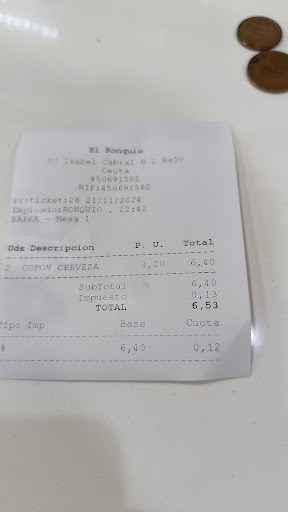 El Ronquio
C/ Isabel Cabral N 2 Bajo
Ceuta
450691582
NIF:450691582
Preticket:26 21/11/2024
Empleado:RONQUIO , 22:42
BARRA - Mesa 1
Uds Descripcion P. U. Total
2 COPON CERVEZA 3,20 6,40
SubTotal 6,40
Impuesto 0,13
TOTAL 6,53
Tipo Imp Base Cuota
6,40 0,12